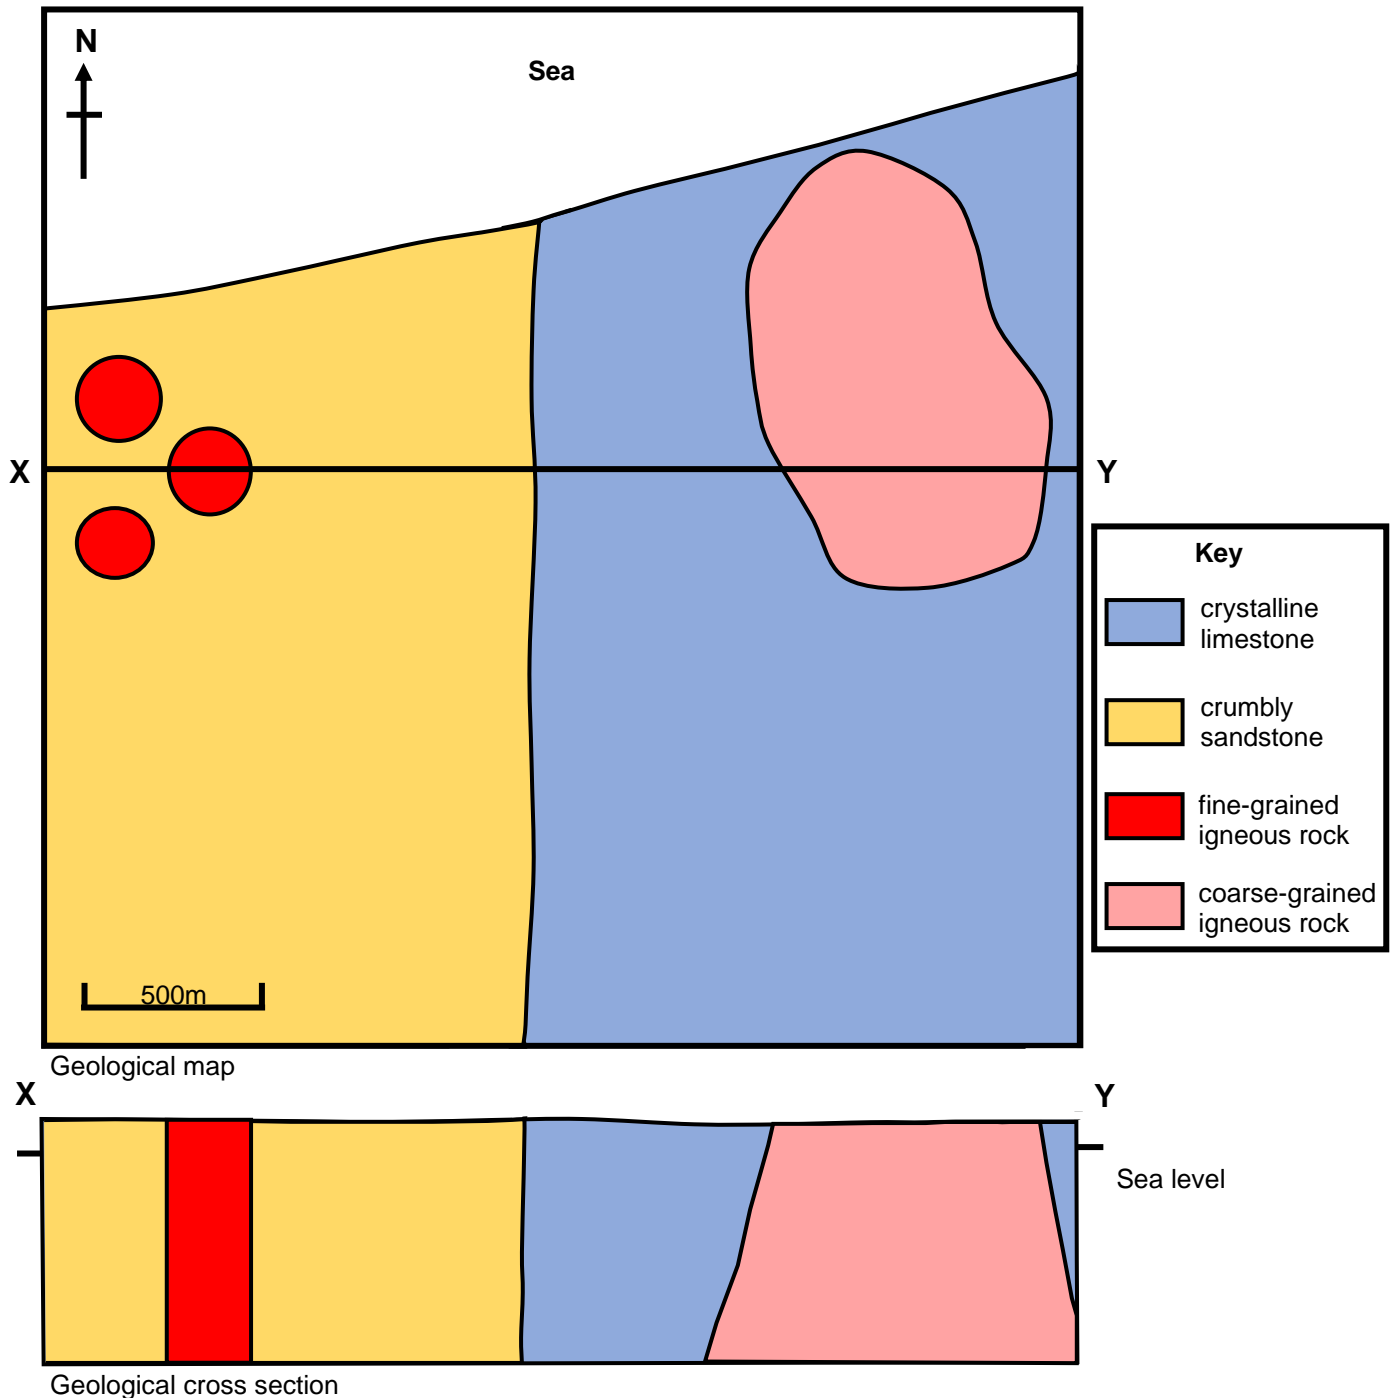 N
Sea
X
Y
Key
crystalline
limestone
crumbly
sandstone
fine-grained
igneous rock
coarse-grained
igneous rock
500m
Geological map
X
Y
Sea level
Geological cross section